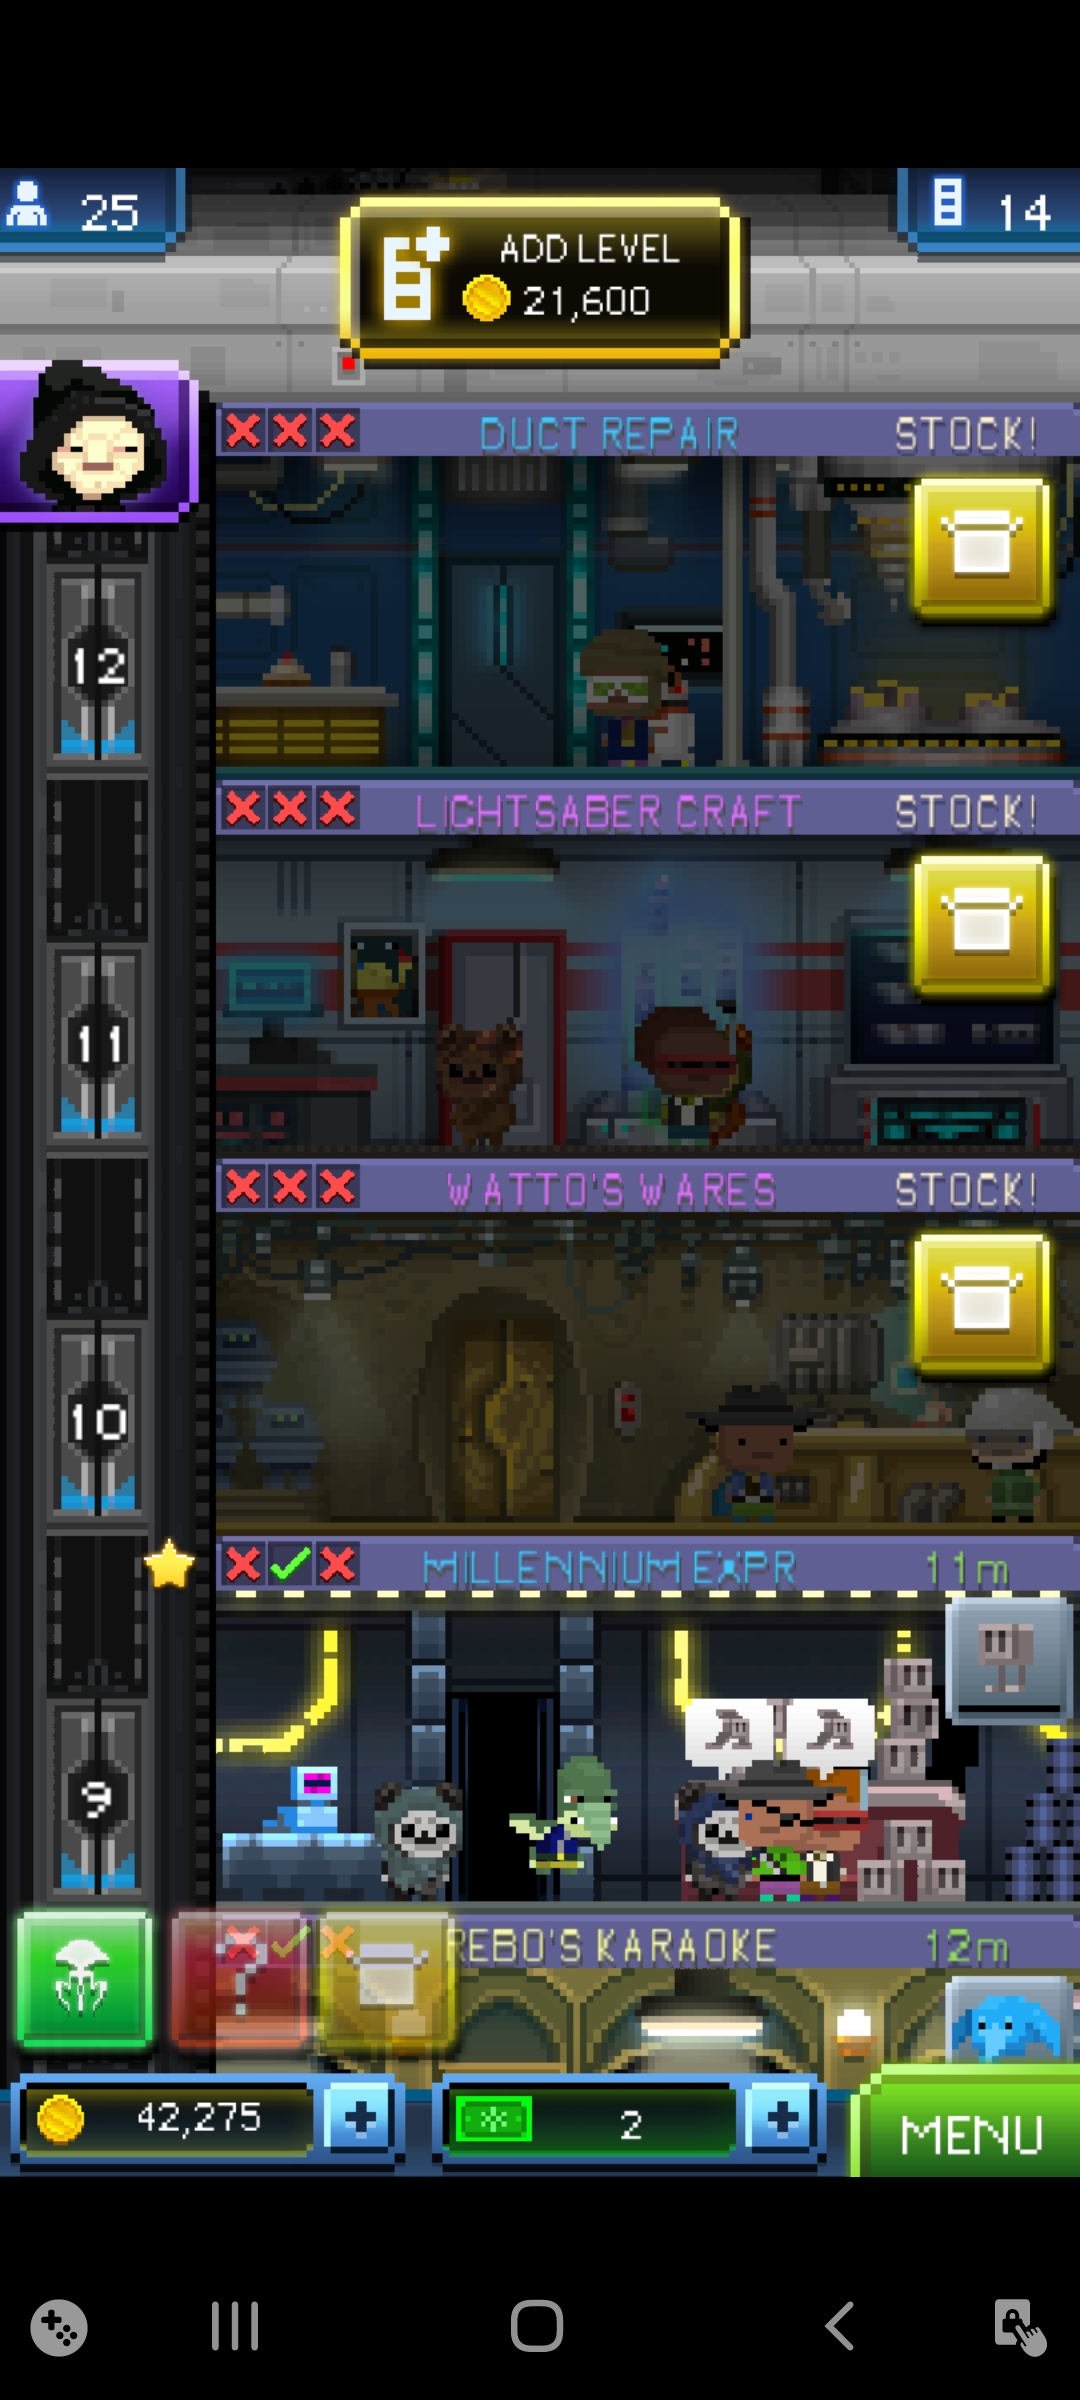 25
ADD LEVEL
21,600
14
DUCT REPAIR
STOCK!
12
LIGHTSABER CRAFT
STOCK!
11
WATTO'S WARES
STOCK!
10
MILLENNIUM EXPR
11m
9
?
REBO'S KARAOKE
12m
42,275
2
MENU